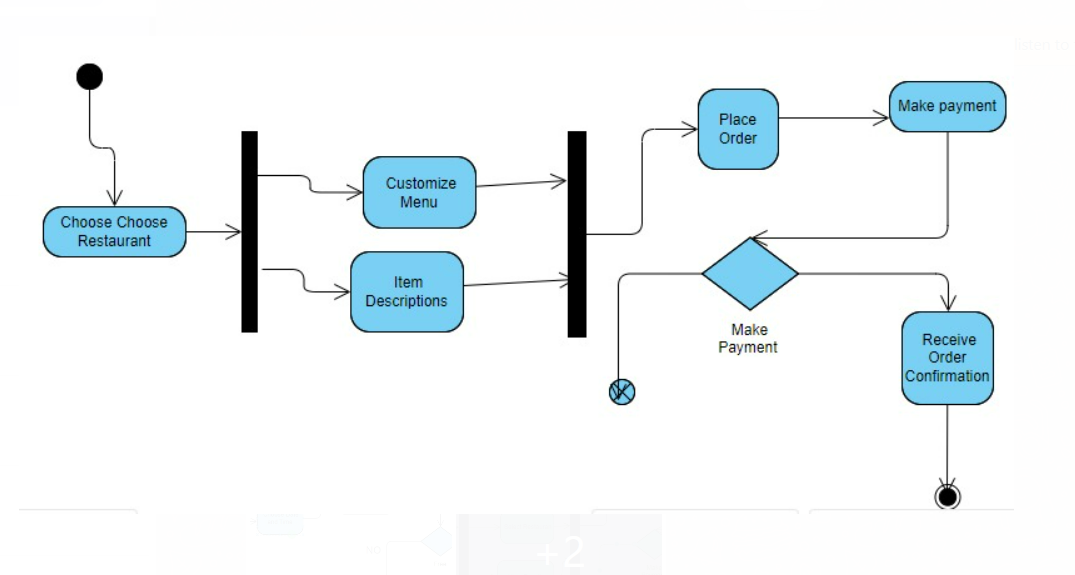 Choose Choose
Restaurant
Customize
Menu
Item
Descriptions
Place
Order
Make payment
Make
Payment
Receive
Order
Confirmation
+2